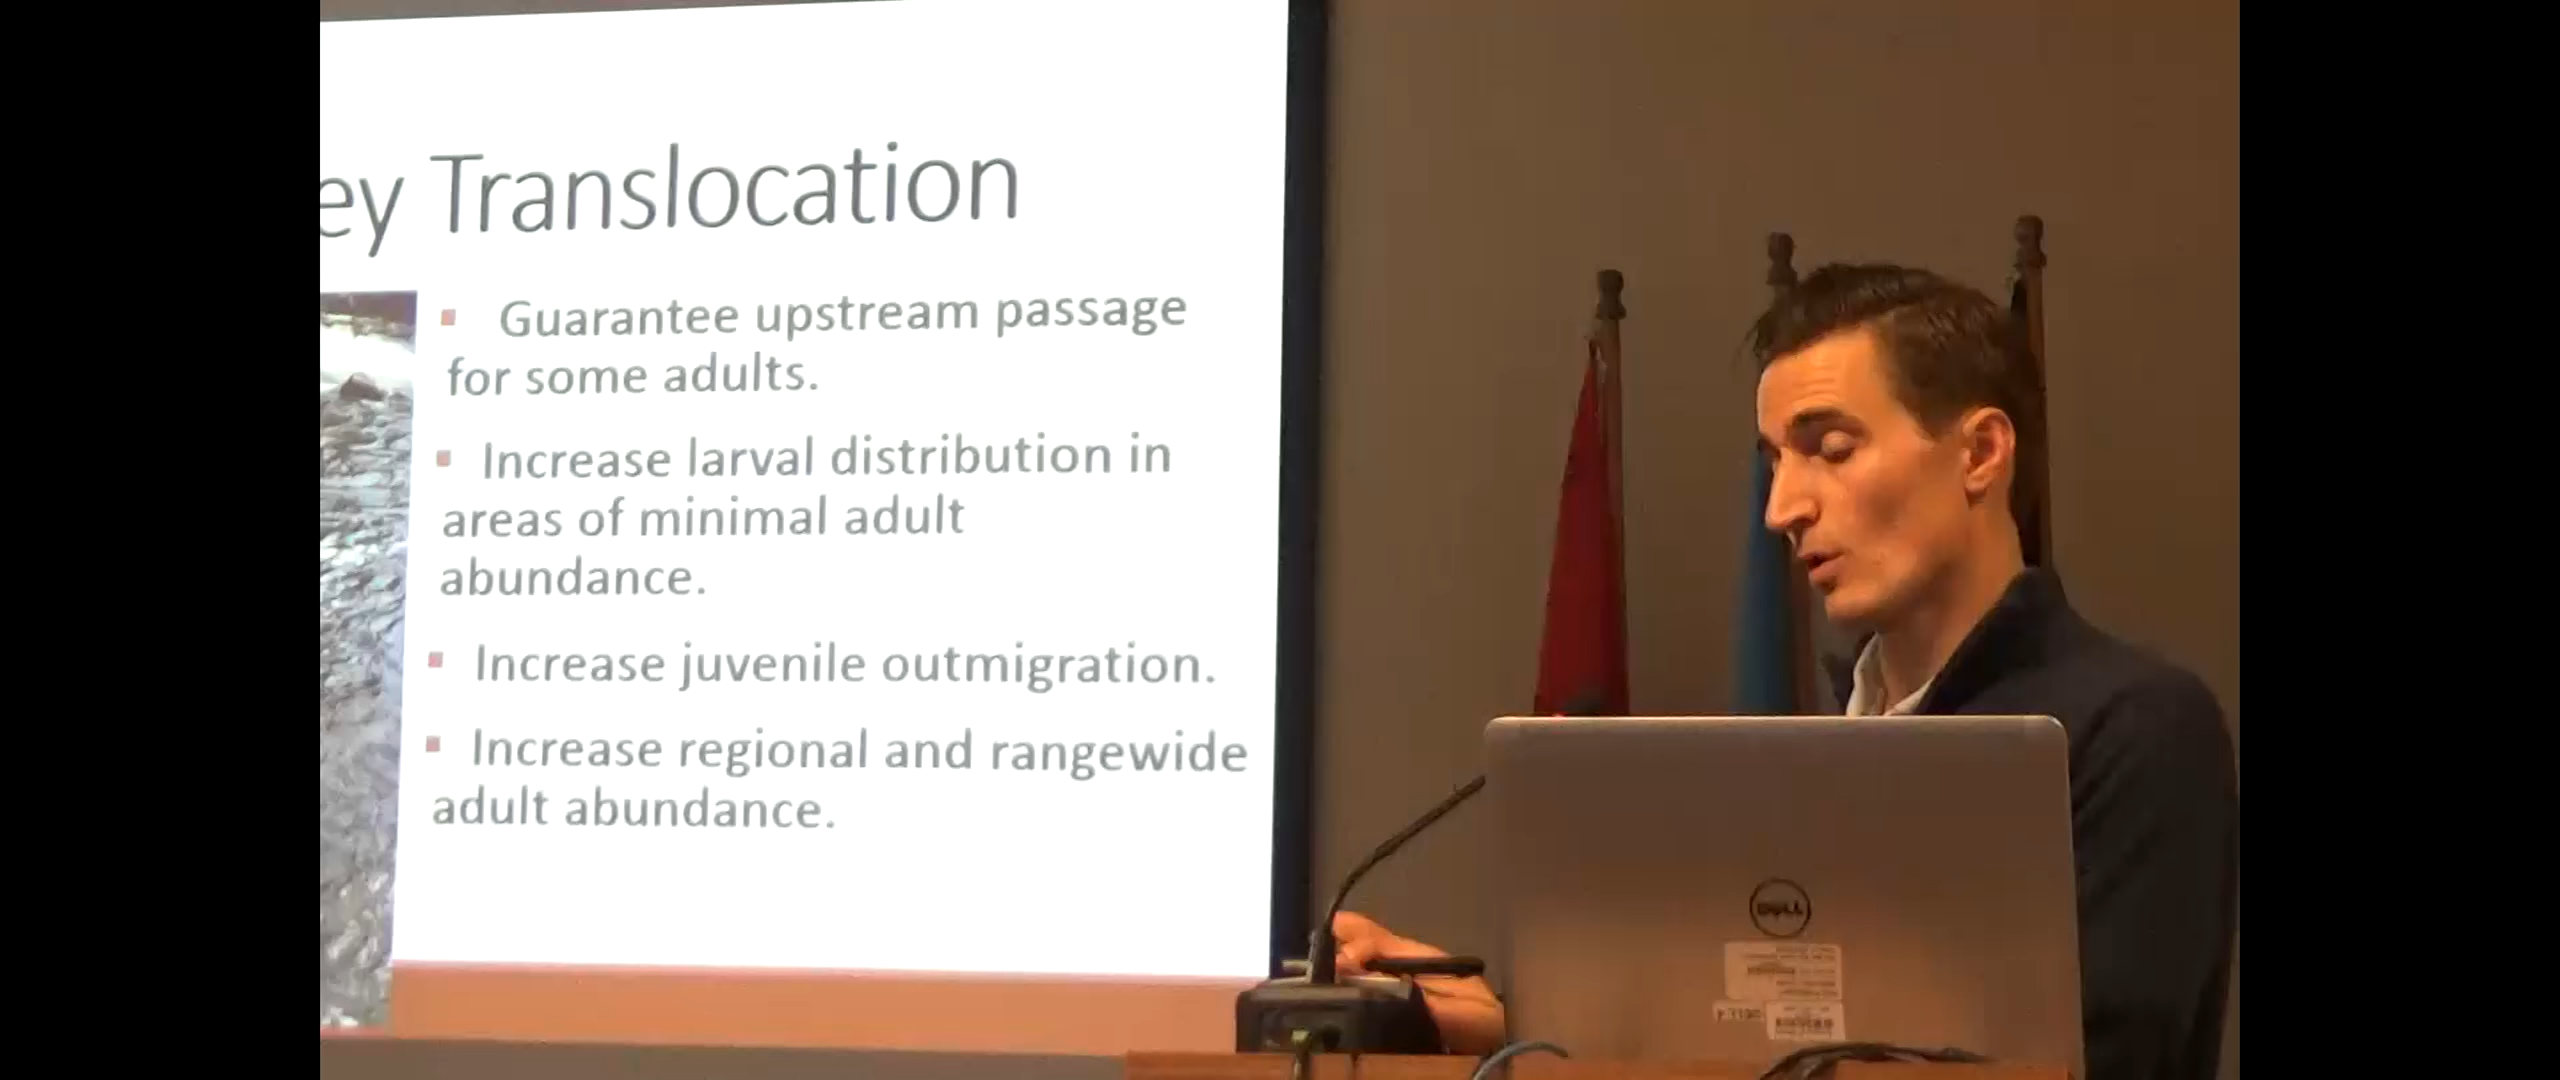 ey Translocation
▪ Guarantee upstream passage
for some adults.
▪ Increase larval distribution in
areas of minimal adult
abundance.
▪ Increase juvenile outmigration.
▪ Increase regional and rangewide
adult abundance.
DELL